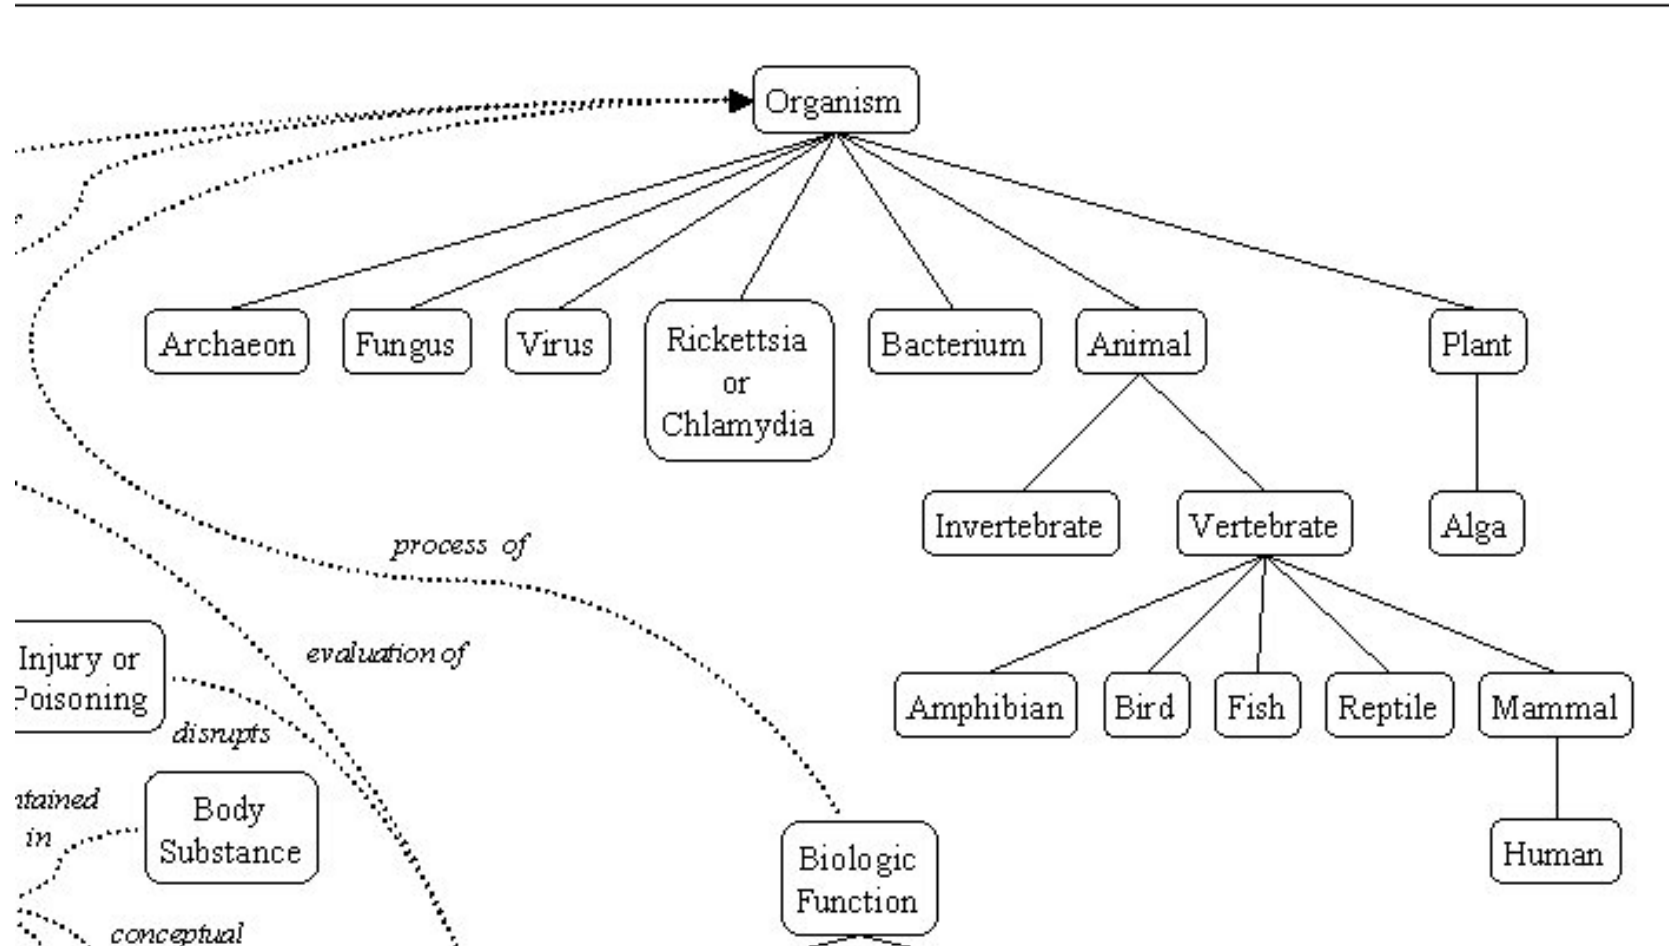 Organism
Archaeon
Fungus
Virus
Rickettsia
or
Chlamydia
Bacterium
Animal
Plant
Invertebrate
Vertebrate
Alga
process of
evaluation of
Injury or
Poisoning
disrupts
Amphibian
Bird
Fish
Reptile
Mammal
in
Body
Substance
Biologic
Function
Human
conceptual